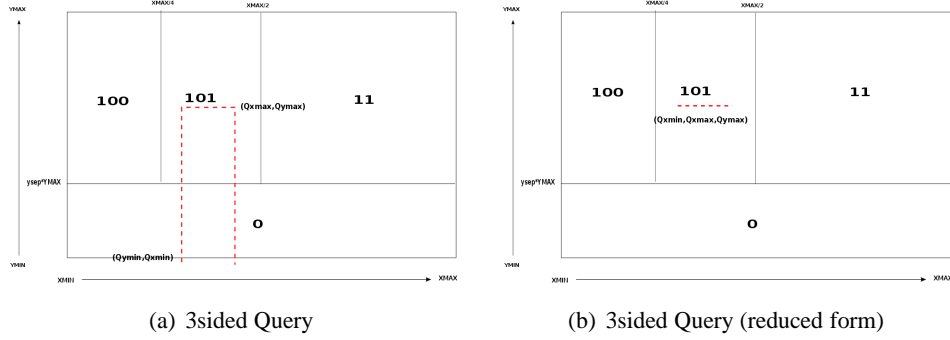 YMAX
XMAX/4
XMAX/2
100
101
11
(Qxmax,Qymax)
ysep*YMAX
0
(Qymin,Qxmin)
YMIN
XMIN
XMAX
(a) 3sided Query
YMAX
XMAX/4
XMAX/2
100
101
11
(Qxmin,Qxmax,Qymax)
ysep*YMAX
0
YMIN
XMIN
XMAX
(b) 3sided Query (reduced form)